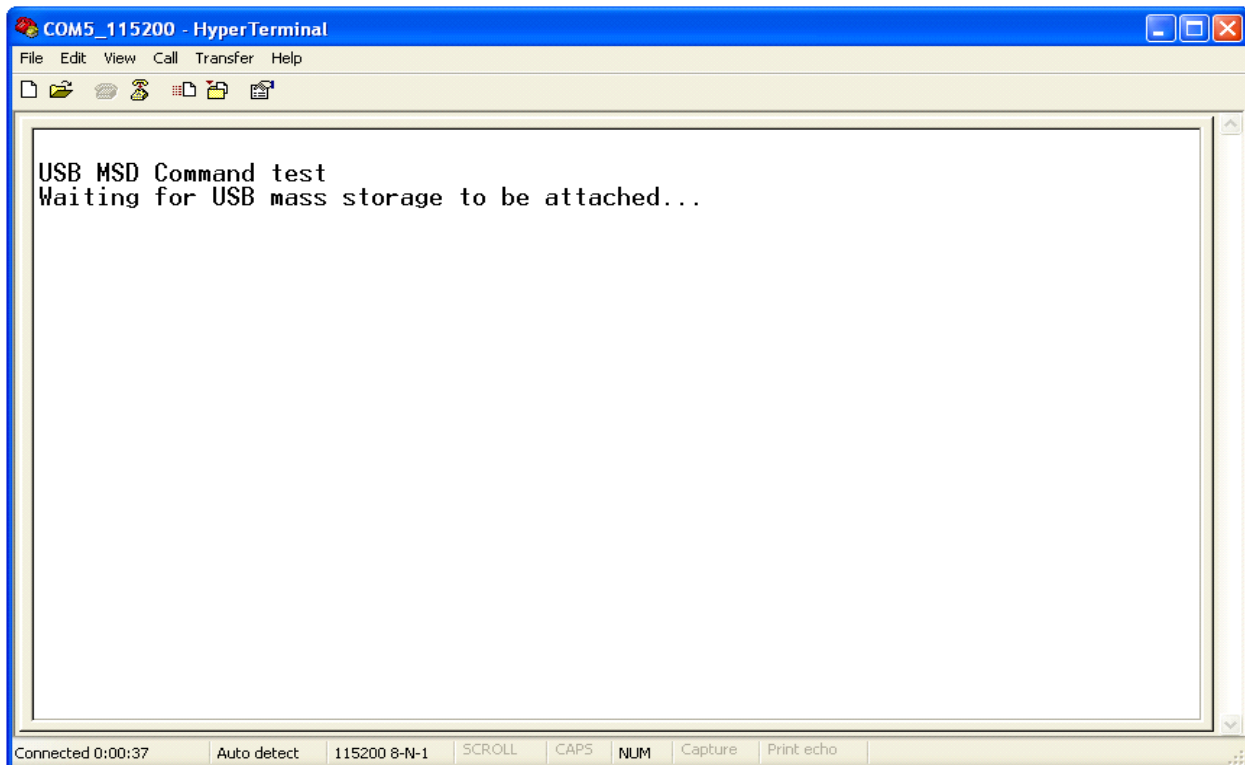 COM5_115200 - HyperTerminal
File Edit View Call Transfer Help
USB MSD Command test
Waiting for USB mass storage to be attached...
Connected 0:00:37 Auto detect 115200 8-N-1 SCROLL CAPS NUM Capture Print echo